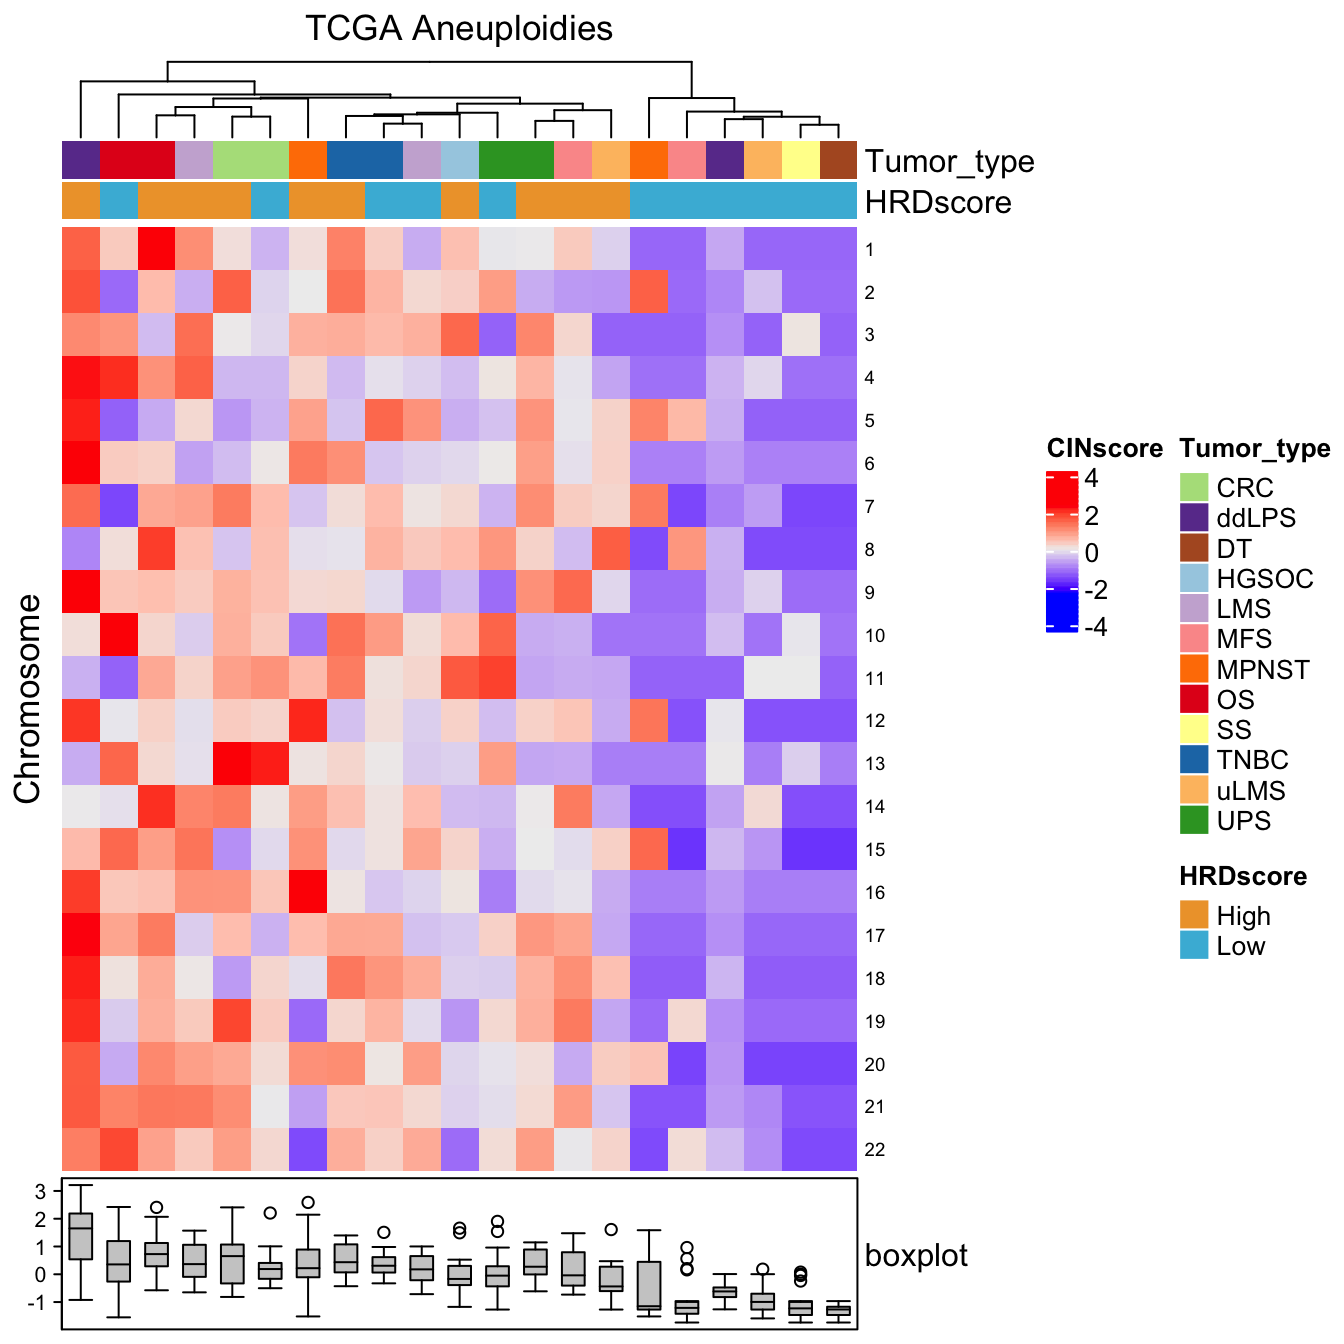 TCGA Aneuploidies
Tumor_type
HRDscore
1
2
3
4
5
6
7
8
9
10
11
12
13
14
15
16
17
18
19
20
21
22
Chromosome
3
2
1
0
-1
boxplot
CINscore
4
2
0
-2
-4
Tumor_type
CRC
ddLPS
DT
HGSOC
LMS
MFS
MPNST
OS
SS
TNBC
uLMS
UPS
HRDscore
High
Low